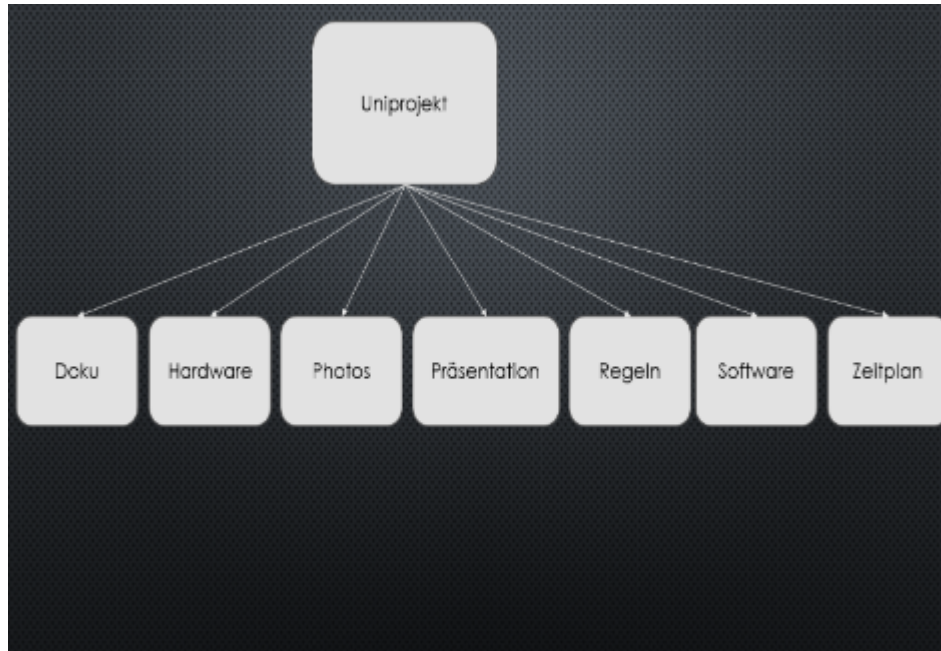 Uniprojekt
Doku
Hardware
Photos
Präsentation
Regeln
Software
Zeitplan